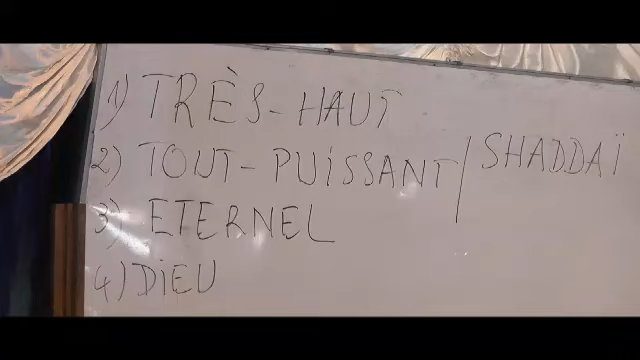 1) TRÈS-HAUT
2) TOUT-PUISSANT / SHADDAÏ
3) ETERNEL
4) DIEU